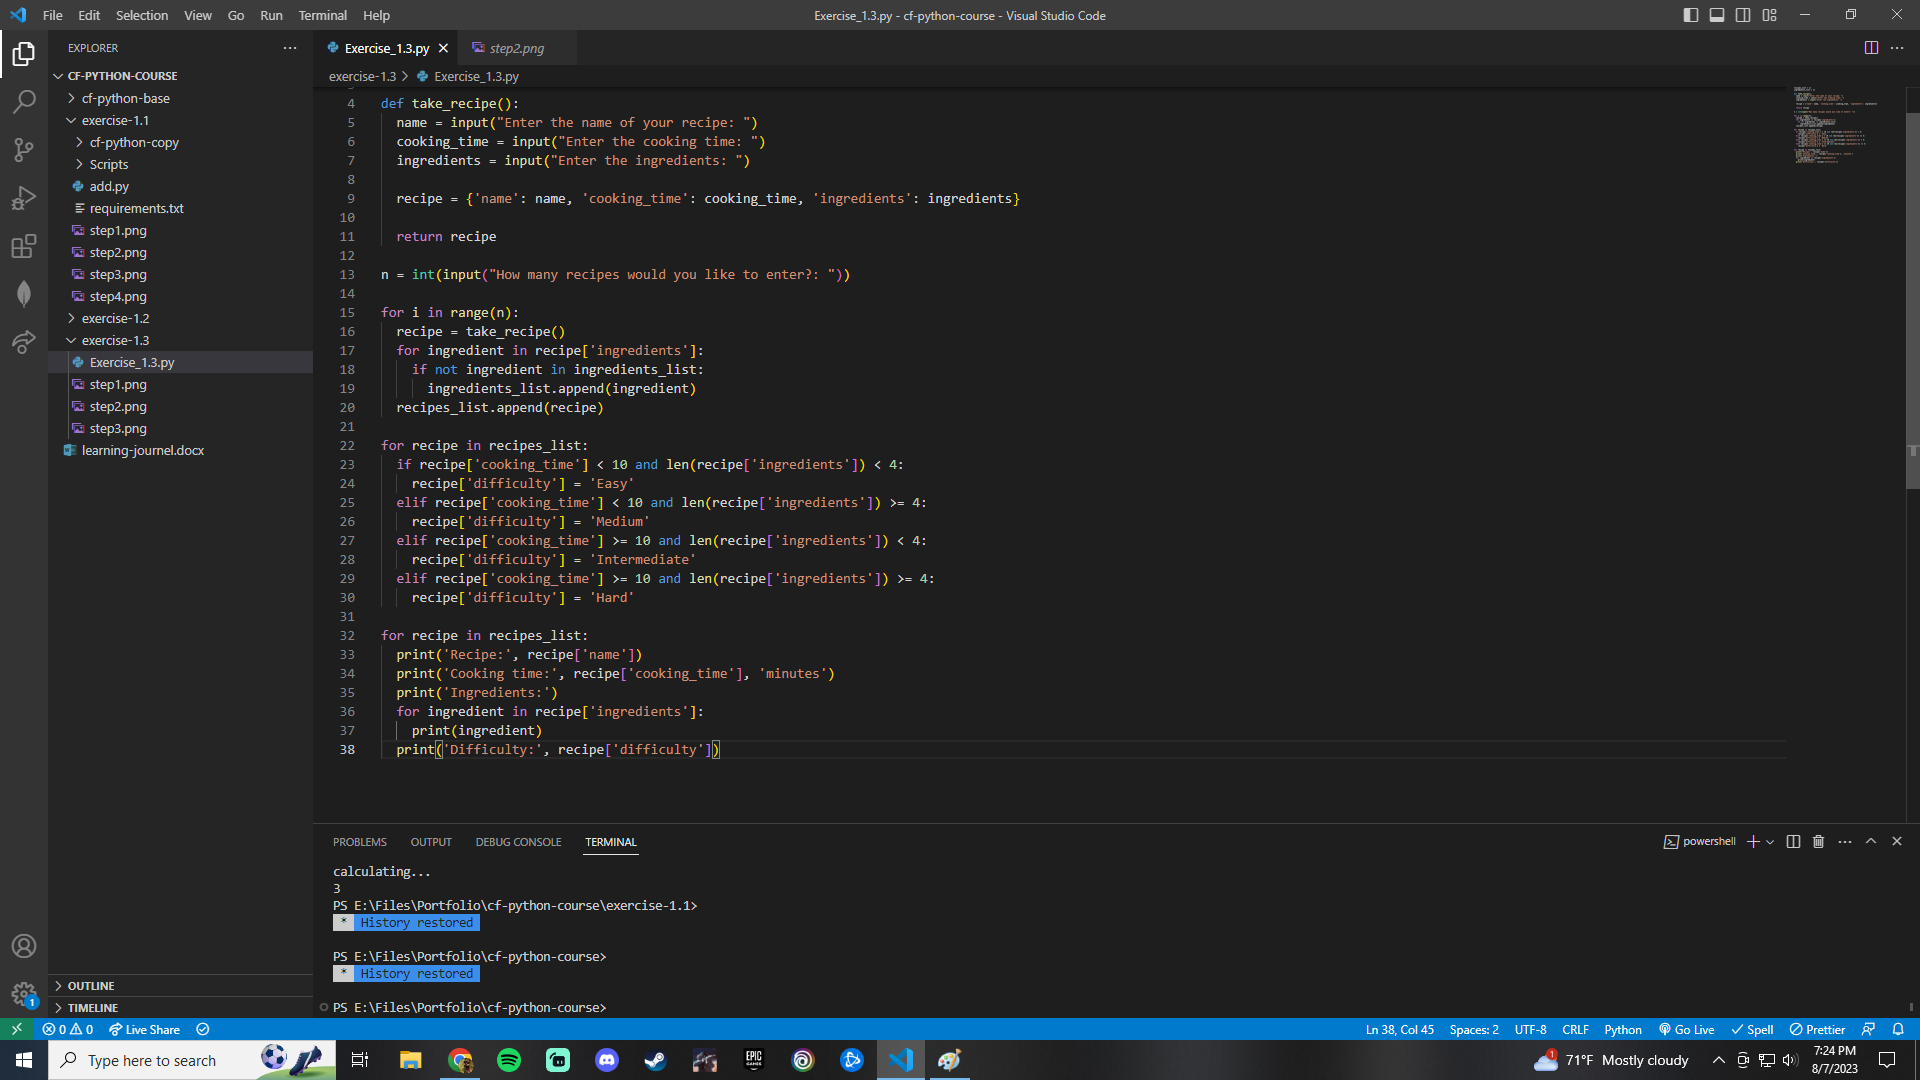 File Edit Selection View Go Run Terminal Help
Exercise_1.3.py - cf-python-course - Visual Studio Code
EXPLORER
CF-PYTHON-COURSE
cf-python-base
exercise-1.1
cf-python-copy
Scripts
add.py
requirements.txt
step1.png
step2.png
step3.png
step4.png
exercise-1.2
exercise-1.3
Exercise_1.3.py
step1.png
step2.png
step3.png
learning-journel.docx
OUTLINE
TIMELINE
1
Exercise_1.3.py step2.png
exercise-1.3 > Exercise_1.3.py
4 def take_recipe():
5 name = input("Enter the name of your recipe: ")
6 cooking_time = input("Enter the cooking time: ")
7 ingredients = input("Enter the ingredients: ")
8
9 recipe = {'name': name, 'cooking_time': cooking_time, 'ingredients': ingredients}
10
11 return recipe
12
13 n = int(input("How many recipes would you like to enter?: "))
14
15 for i in range(n):
16 recipe = take_recipe()
17 for ingredient in recipe['ingredients']:
18 if not ingredient in ingredients_list:
19 ingredients_list.append(ingredient)
20 recipes_list.append(recipe)
21
22 for recipe in recipes_list:
23 if recipe['cooking_time'] < 10 and len(recipe['ingredients']) < 4:
24 recipe['difficulty'] = 'Easy'
25 elif recipe['cooking_time'] < 10 and len(recipe['ingredients']) >= 4:
26 recipe['difficulty'] = 'Medium'
27 elif recipe['cooking_time'] >= 10 and len(recipe['ingredients']) < 4:
28 recipe['difficulty'] = 'Intermediate'
29 elif recipe['cooking_time'] >= 10 and len(recipe['ingredients']) >= 4:
30 recipe['difficulty'] = 'Hard'
31
32 for recipe in recipes_list:
33 print('Recipe:', recipe['name'])
34 print('Cooking time:', recipe['cooking_time'], 'minutes')
35 print('Ingredients:')
36 for ingredient in recipe['ingredients']:
37 print(ingredient)
38 print('Difficulty:', recipe['difficulty'])
PROBLEMS OUTPUT DEBUG CONSOLE TERMINAL
powershell
calculating...
3
PS E:\Files\Portfolio\cf-python-course\exercise-1.1>
* History restored
PS E:\Files\Portfolio\cf-python-course>
* History restored
PS E:\Files\Portfolio\cf-python-course>
0 0 Live Share
Ln 38, Col 45 Spaces: 2 UTF-8 CRLF Python Go Live Spell Prettier
Type here to search
EPIC GAMES
1
71°F Mostly cloudy
7:24 PM
8/7/2023